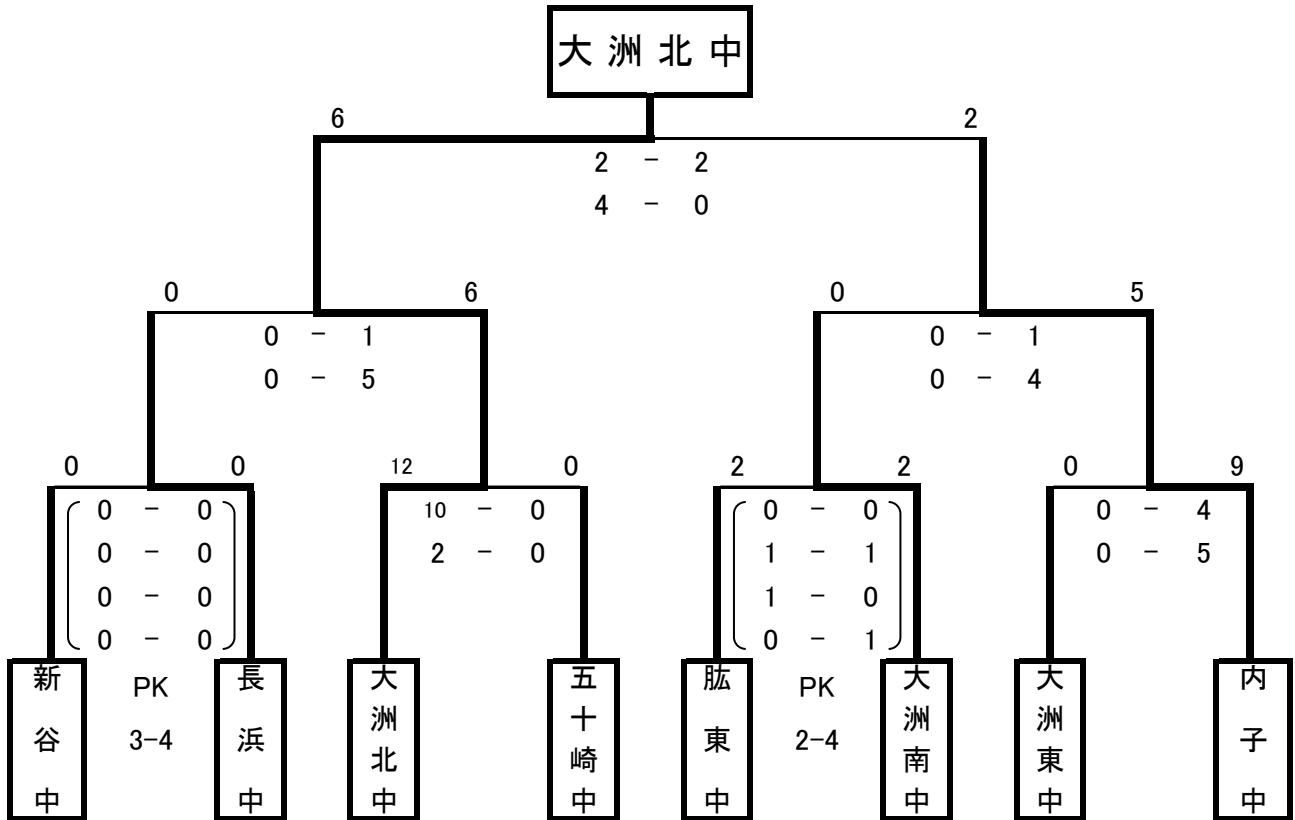 大洲北中
6 2
2 - 2
4 - 0
0 6 0 5
0 - 1 0 - 1
0 - 5 0 - 4
0 0 12 0 2 2 0 9
0 - 0 10 - 0 0 - 0 0 - 4
0 - 0 2 - 0 1 - 1 0 - 5
0 - 0 1 - 0
0 - 0 0 - 1
新谷中
PK
3-4
長浜中
大洲北中
五十崎中
肱東中
PK
2-4
大洲南中
大洲東中
内子中